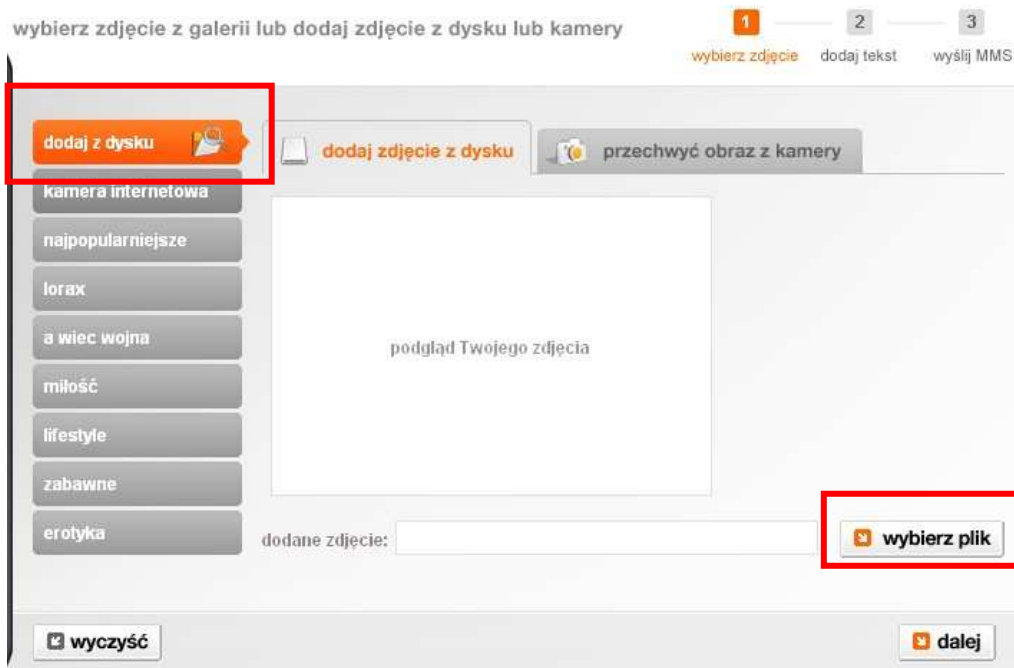 wybierz zdjęcie z galerii lub dodaj zdjęcie z dysku lub kamery
1 2 3
wybierz zdjęcie dodaj tekst wyślij MMS
dodaj z dysku
dodaj zdjęcie z dysku
przechwyć obraz z kamery
kamera internetowa
najpopularniejsze
lorax
a wiec wojna
miłość
lifestyle
zabawne
erotyka
podgląd Twojego zdjęcia
dodane zdjęcie:
wybierz plik
wyczyść
dalej